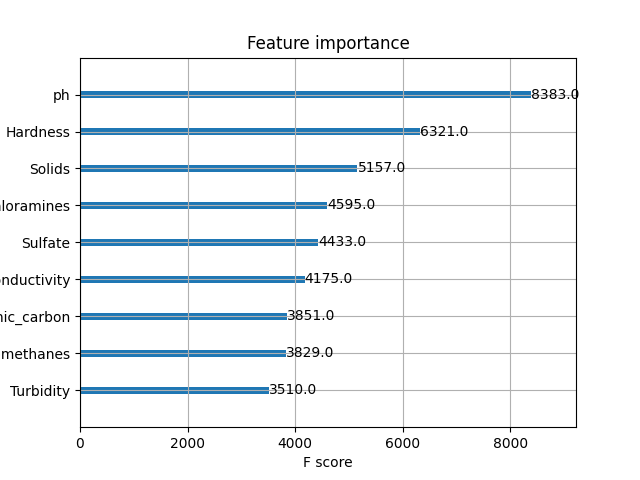 Feature importance
ph 8383.0
Hardness 6321.0
Solids 5157.0
loramines 4595.0
Sulfate 4433.0
onductivity 4175.0
nic_carbon 3851.0
methanes 3829.0
Turbidity 3510.0
0 2000 4000 6000 8000
F score